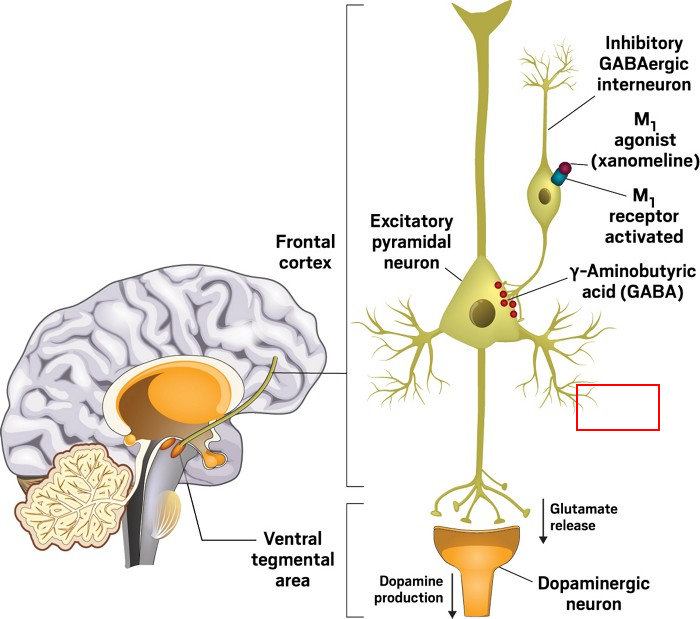 Inhibitory
GABAergic
interneuron
M1
agonist
(xanomeline)
M1
receptor
activated
Excitatory
pyramidal
neuron
Frontal
cortex
γ-Aminobutyric
acid (GABA)
Glutamate
release
Ventral
tegmental
area
Dopamine
production
Dopaminergic
neuron